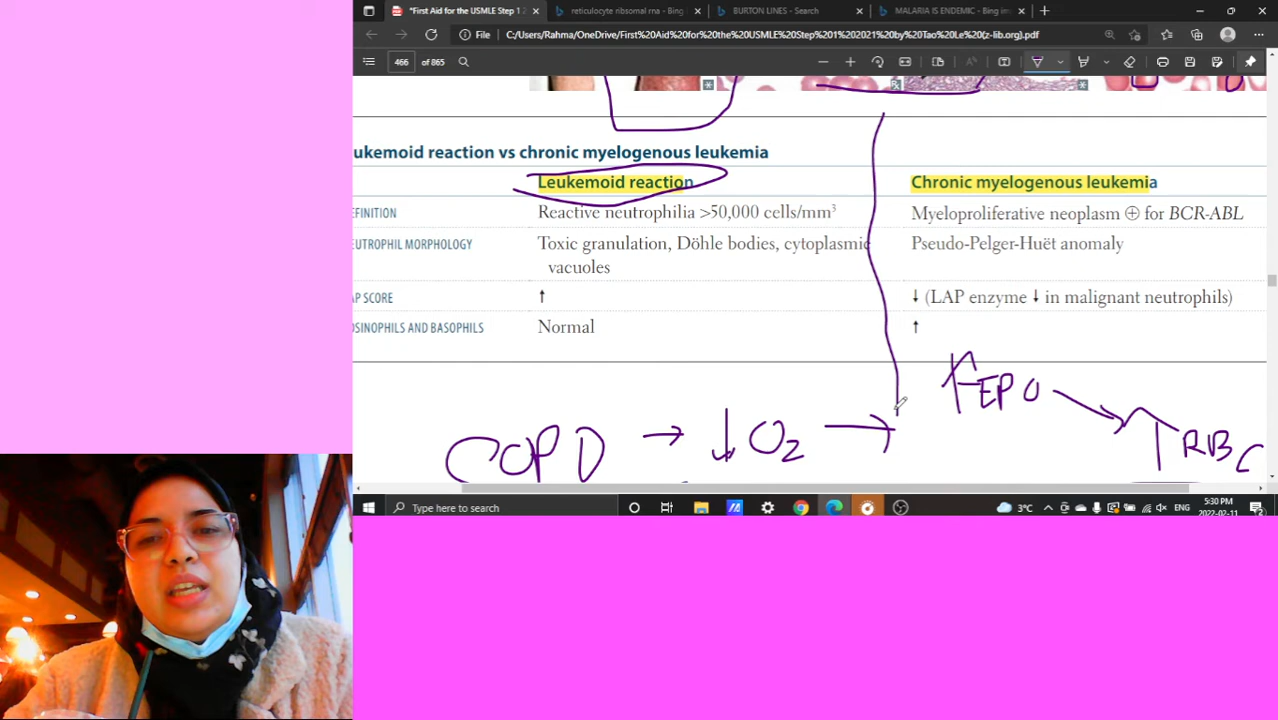 "First Aid for the USMLE Step 1
reticulocyte ribsomal rna - Bing
BURTON LINES - Search
MALARIA IS ENDEMIC - Bing im
File C:/Users/Rahma/OneDrive/First%20Aid%20for%20the%20USMLE%20Step%201%202021%20by%20Tao%20Le%20(z-lib.org).pdf
466 of 865
ukemoid reaction vs chronic myelogenous leukemia
Leukemoid reaction Chronic myelogenous leukemia
EFINITION Reactive neutrophilia >50,000 cells/mm³ Myeloproliferative neoplasm ⊕ for BCR-ABL
EUTROPHIL MORPHOLOGY Toxic granulation, Döhle bodies, cytoplasmic Pseudo-Pelger-Huët anomaly
vacuoles
AP SCORE ↑ ↓ (LAP enzyme ↓ in malignant neutrophils)
OSINOPHILS AND BASOPHILS Normal ↑
COPD → ↓ O2 → ↑ EPO → ↑ RBC
Type here to search
3°C
ENG
5:30 PM
2022-02-11